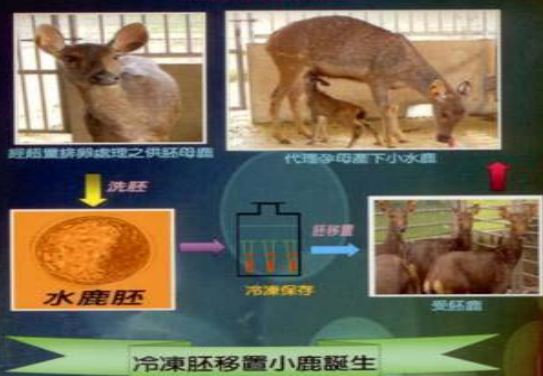 經超量排卵處理之供胚母鹿
代理孕母產下小水鹿
洗胚
水鹿胚
胚移置
冷凍保存
受胚鹿
冷凍胚移置小鹿誕生